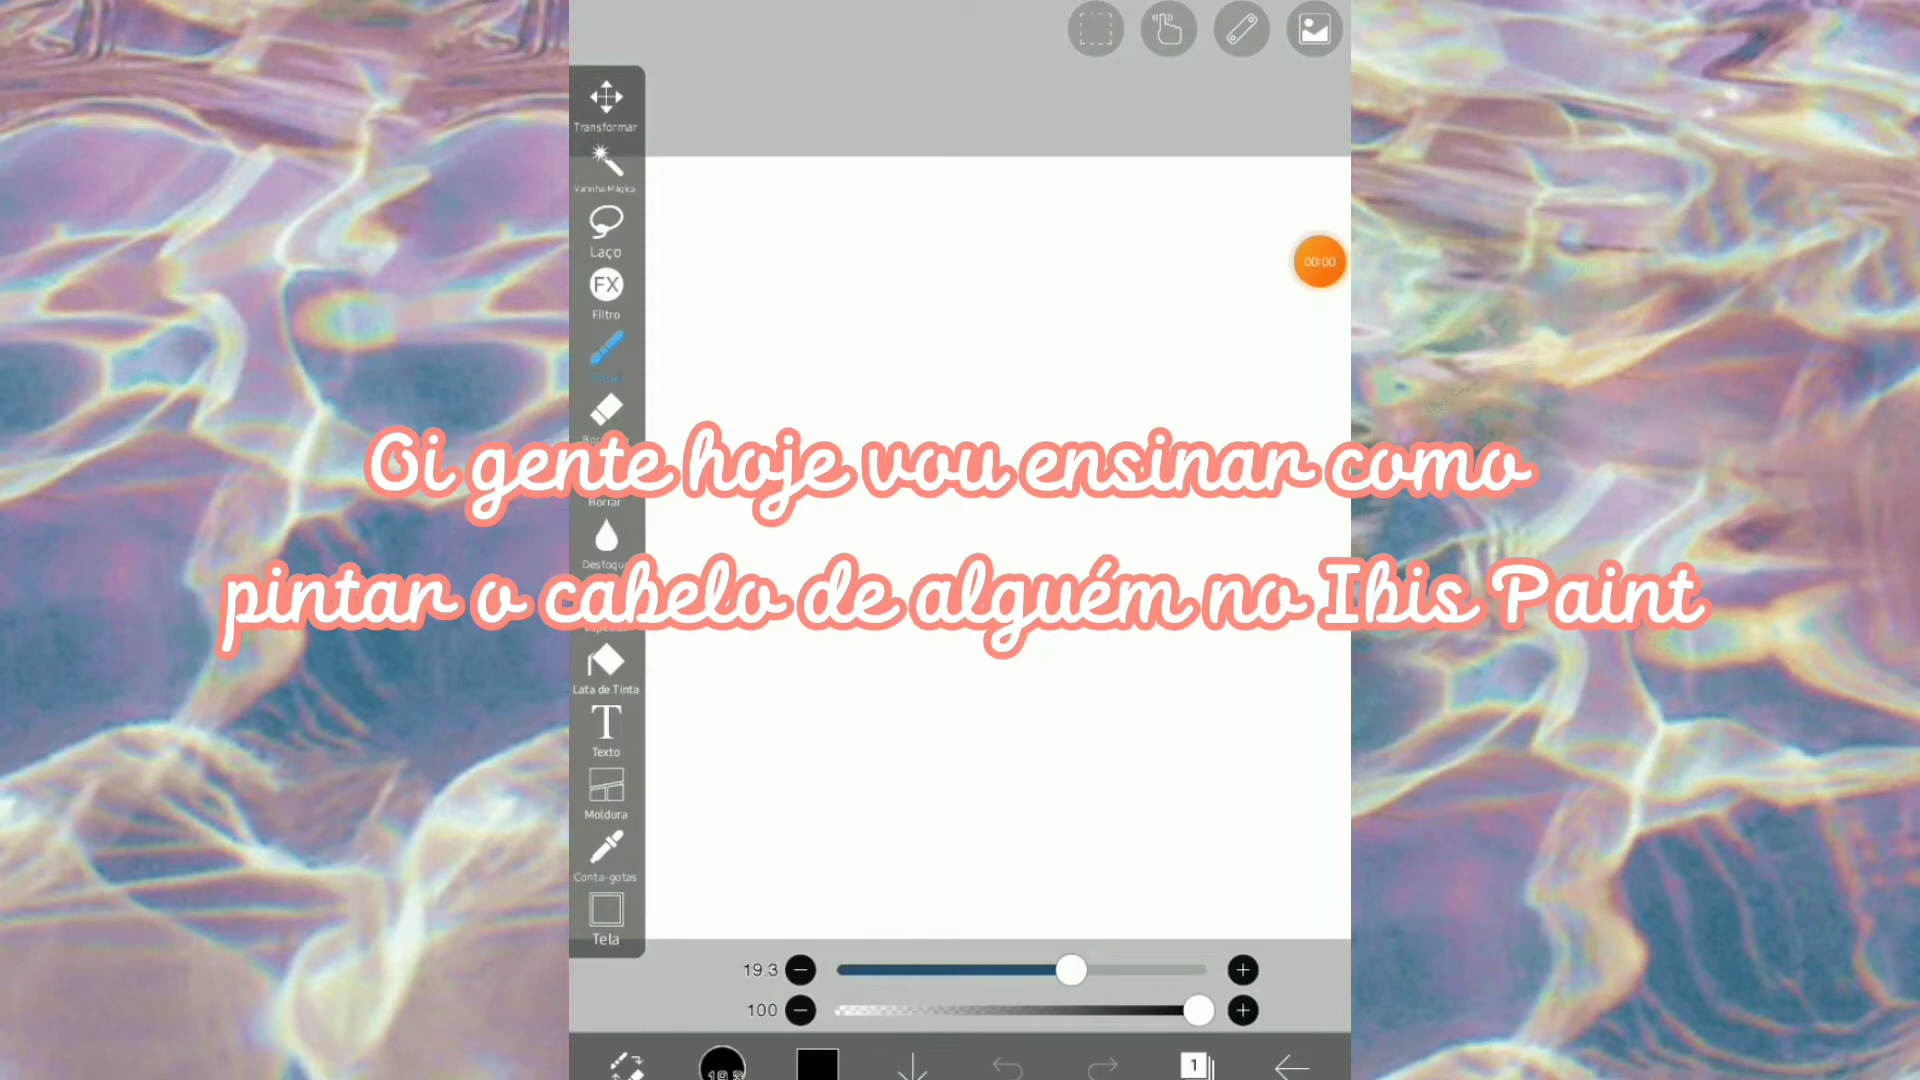 Transformar
Varinha Mágica
Laço
FX
Filtro
00:00
Oi gente hoje vou ensinar como
Borrar
pintar o cabelo de alguém no Ibis Paint
Lata de Tinta
T
Texto
Moldura
Conta-gotas
Tela
19.3
100
1